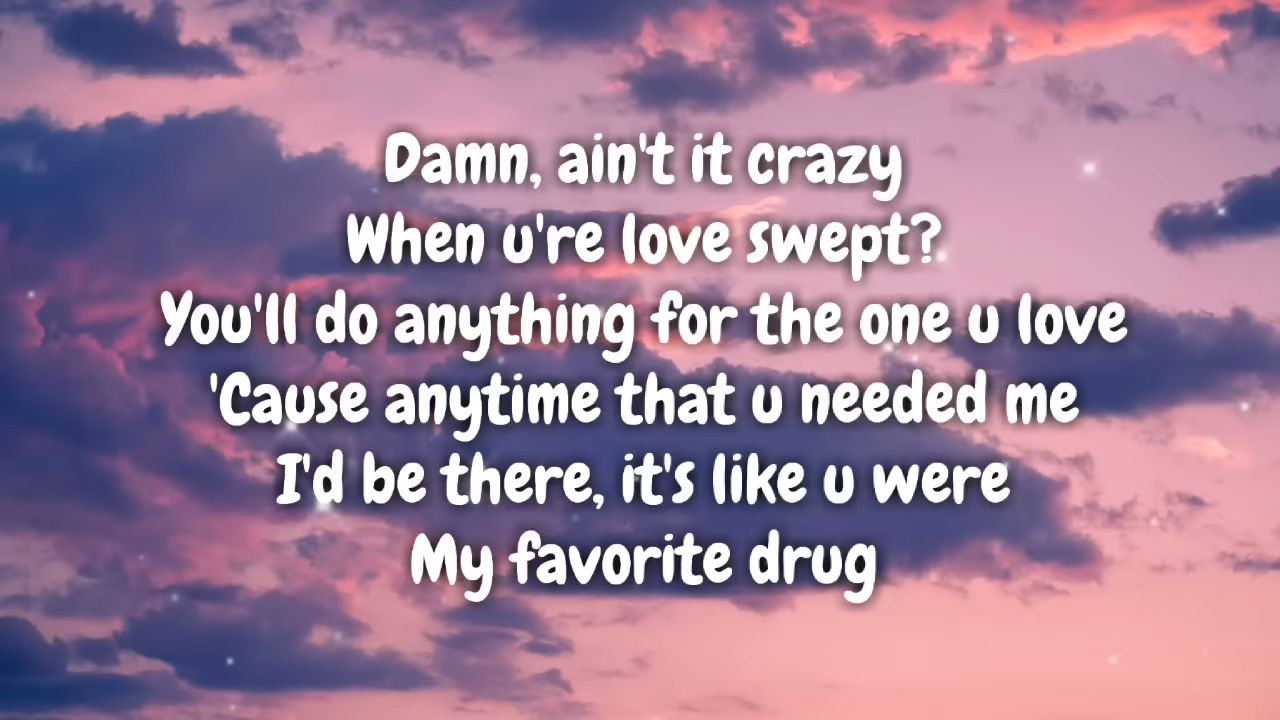 Damn, ain't it crazy
When u're love swept?
You'll do anything for the one u love
'Cause anytime that u needed me
I'd be there, it's like u were
My favorite drug